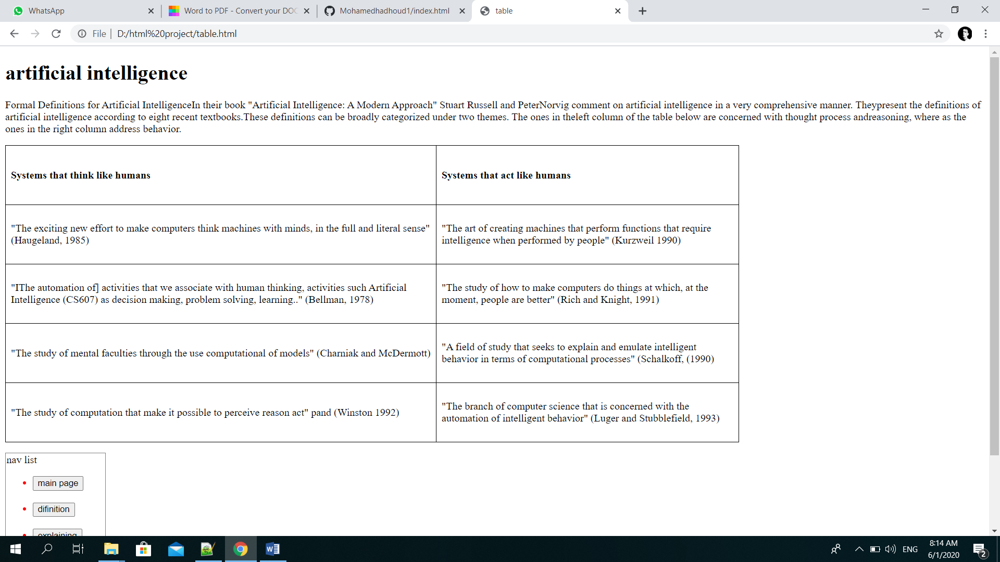 WhatsApp
Word to PDF - Convert your DOC
Mohamedhadhoud1/index.html
table
File | D:/html%20project/table.html
artificial intelligence
Formal Definitions for Artificial IntelligenceIn their book "Artificial Intelligence: A Modern Approach" Stuart Russell and PeterNorvig comment on artificial intelligence in a very comprehensive manner. Theypresent the definitions of
artificial intelligence according to eight recent textbooks.These definitions can be broadly categorized under two themes. The ones in theleft column of the table below are concerned with thought process andreasoning, where as the
ones in the right column address behavior.
Systems that think like humans
Systems that act like humans
"The exciting new effort to make computers think machines with minds, in the full and literal sense"
(Haugeland, 1985)
"The art of creating machines that perform functions that require
intelligence when performed by people" (Kurzweil 1990)
"IThe automation of] activities that we associate with human thinking, activities such Artificial
Intelligence (CS607) as decision making, problem solving, learning.." (Bellman, 1978)
"The study of how to make computers do things at which, at the
moment, people are better" (Rich and Knight, 1991)
"The study of mental faculties through the use computational of models" (Charniak and McDermott)
"A field of study that seeks to explain and emulate intelligent
behavior in terms of computational processes" (Schalkoff, (1990)
"The study of computation that make it possible to perceive reason act" pand (Winston 1992)
"The branch of computer science that is concerned with the
automation of intelligent behavior" (Luger and Stubblefield, 1993)
nav list
main page
difinition
explaining
ENG
8:14 AM
6/1/2020
2